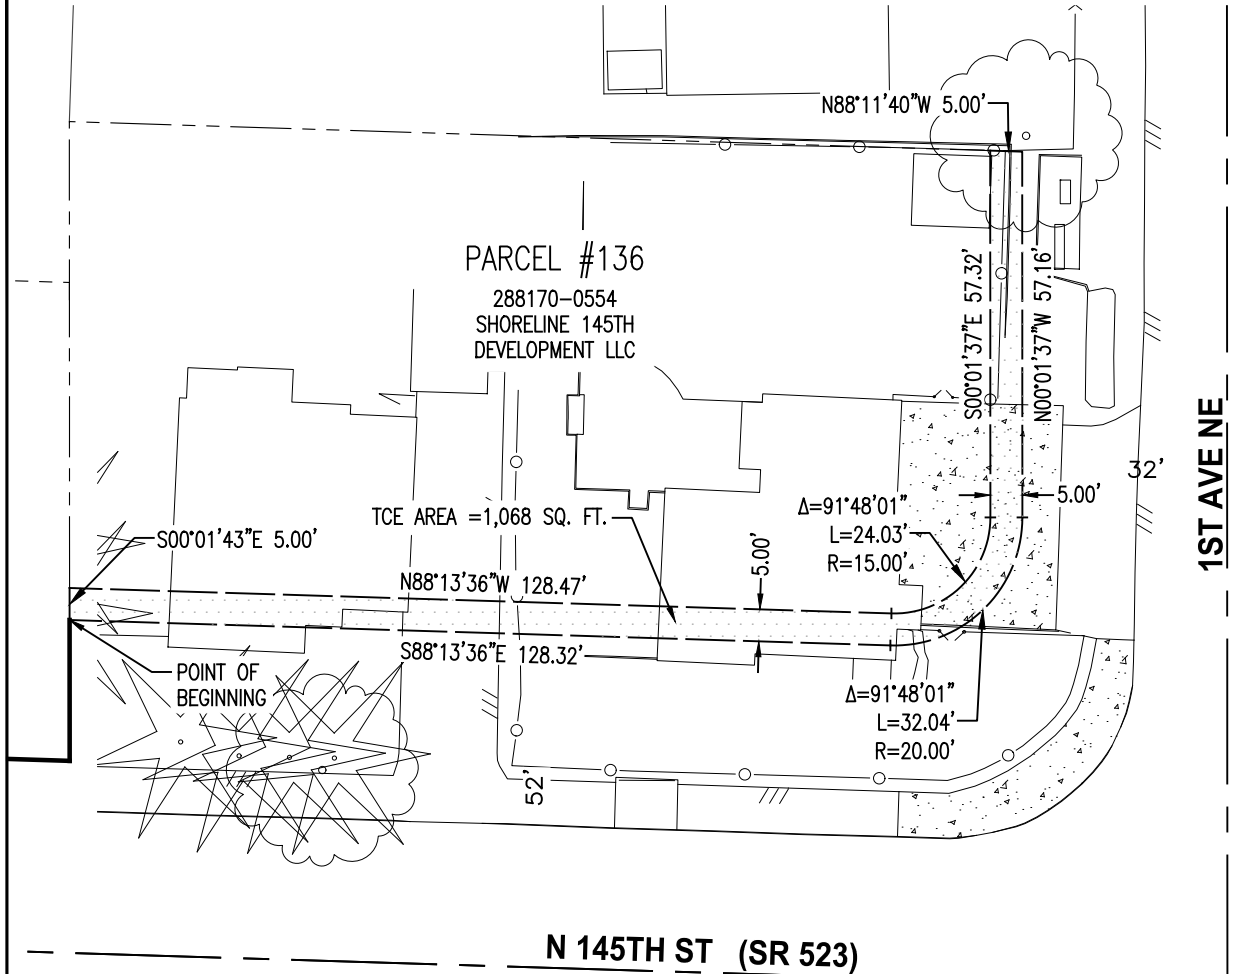 N88°11'40"W 5.00'
PARCEL #136
288170-0554
SHORELINE 145TH
DEVELOPMENT LLC
S00°01'37"E 57.32'
N00°01'37"W 57.16'
1ST AVE NE
32'
5.00'
Δ=91°48'01"
L=24.03'
R=15.00'
TCE AREA =1,068 SQ. FT.
S00°01'43"E 5.00'
5.00'
N88°13'36"W 128.47'
S88°13'36"E 128.32'
POINT OF
BEGINNING
Δ=91°48'01"
L=32.04'
R=20.00'
52'
N 145TH ST (SR 523)